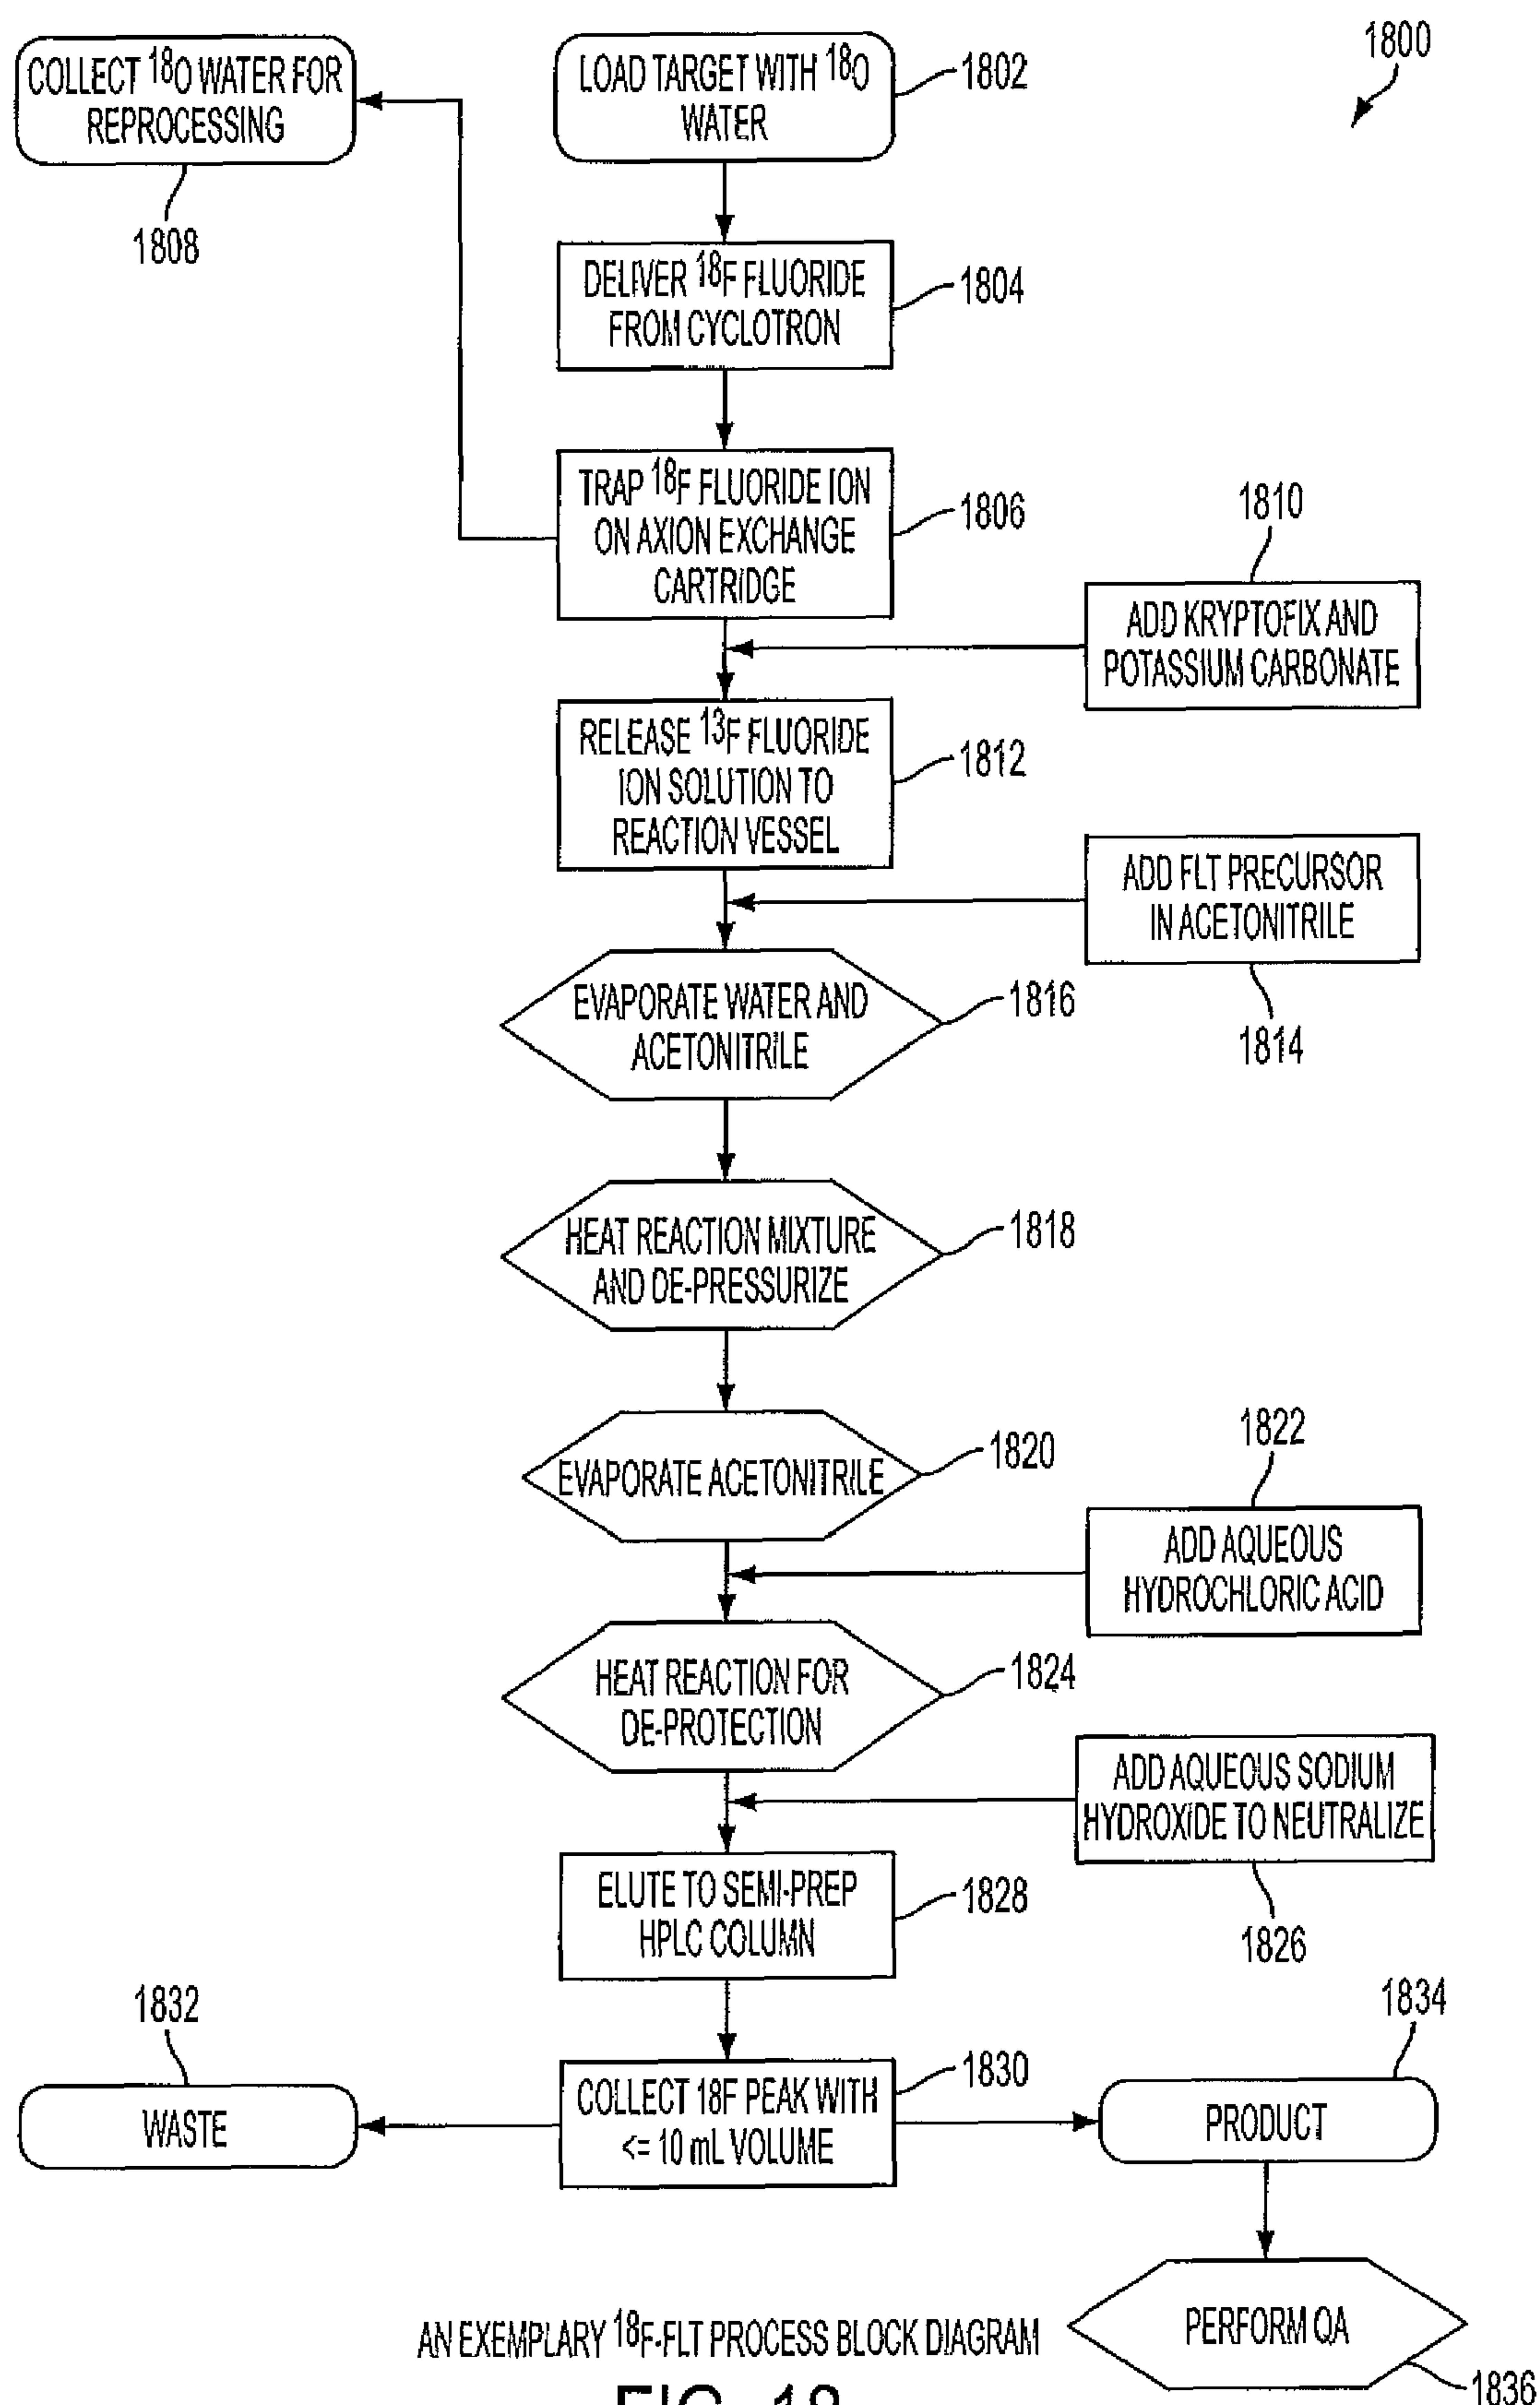 1800
COLLECT 18O WATER FOR
REPROCESSING
1808
LOAD TARGET WITH 18O
WATER
1802
DELIVER 18F FLUORIDE
FROM CYCLOTRON
1804
TRAP 18F FLUORIDE ION
ON AXION EXCHANGE
CARTRIDGE
1806
1810
ADD KRYPTOFIX AND
POTASSIUM CARBONATE
RELEASE 13F FLUORIDE
ION SOLUTION TO
REACTION VESSEL
1812
ADD FLT PRECURSOR
IN ACETONITRILE
1814
EVAPORATE WATER AND
ACETONITRILE
1816
HEAT REACTION MIXTURE
AND DE-PRESSURIZE
1818
EVAPORATE ACETONITRILE
1820
1822
ADD AQUEOUS
HYDROCHLORIC ACID
HEAT REACTION FOR
DE-PROTECTION
1824
ADD AQUEOUS SODIUM
HYDROXIDE TO NEUTRALIZE
1826
ELUTE TO SEMI-PREP
HPLC COLUMN
1828
1832
WASTE
COLLECT 18F PEAK WITH
<= 10 mL VOLUME
1830
1834
PRODUCT
PERFORM QA
1836
AN EXEMPLARY 18F-FLT PROCESS BLOCK DIAGRAM
FIG. 18